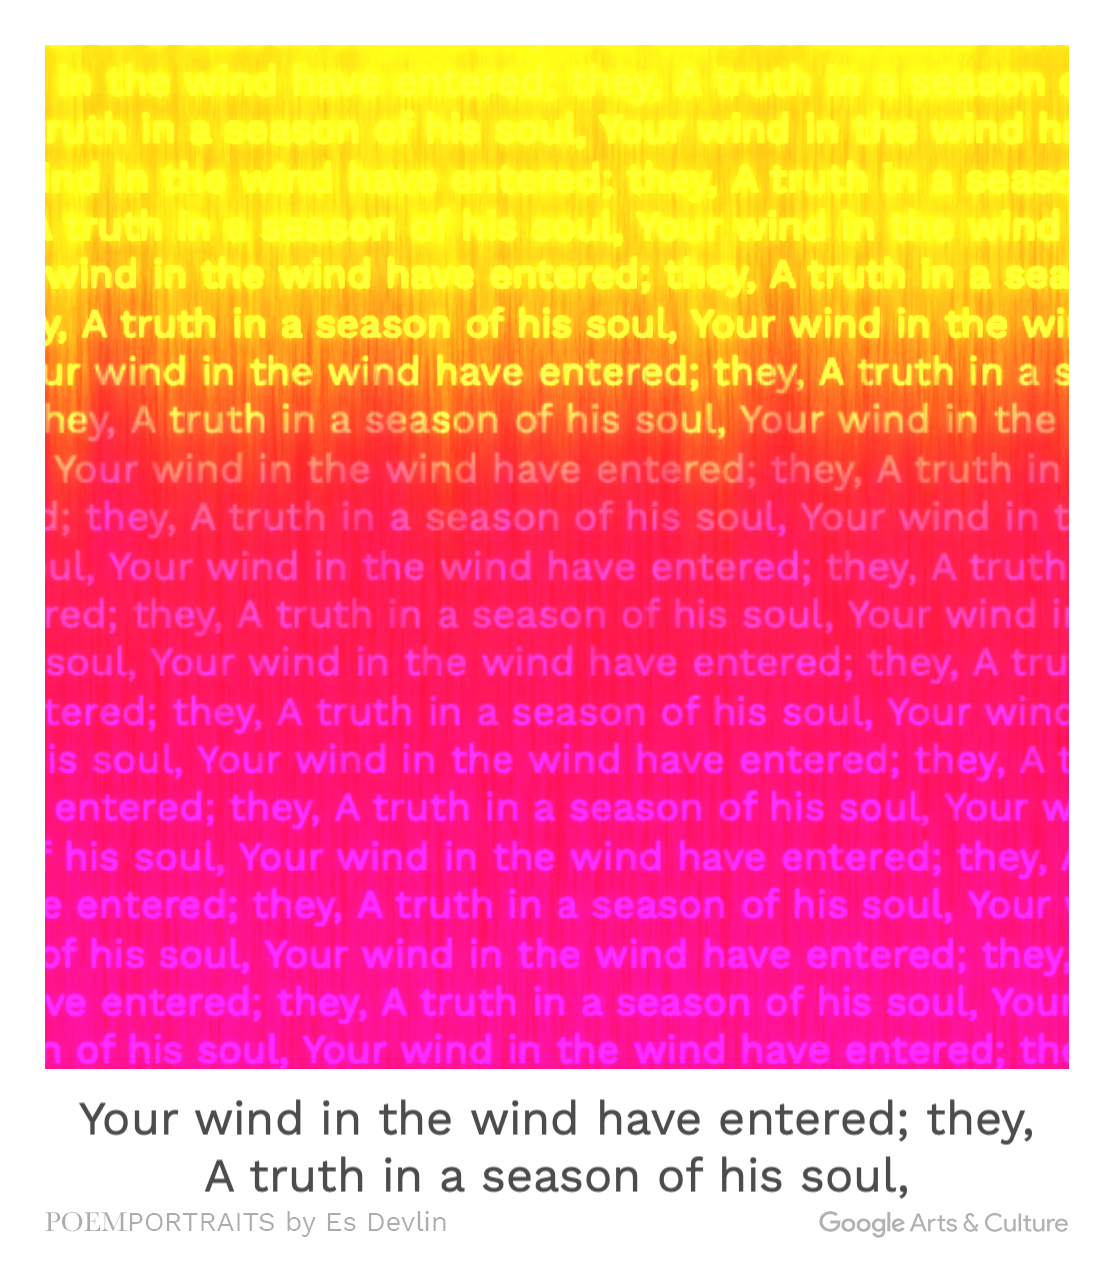 in the wind have entered; they, A truth in a season
ruth in a season of his soul, Your wind in the wind h
nd in the wind have entered; they, A truth in a seaso
truth in a season of his soul, Your wind in the wind
wind in the wind have entered; they, A truth in a sea
y, A truth in a season of his soul, Your wind in the wi
ur wind in the wind have entered; they, A truth in a s
hey, A truth in a season of his soul, Your wind in the
Your wind in the wind have entered; they, A truth in
d; they, A truth in a season of his soul, Your wind in t
ul, Your wind in the wind have entered; they, A truth
red; they, A truth in a season of his soul, Your wind i
soul, Your wind in the wind have entered; they, A tru
tered; they, A truth in a season of his soul, Your wind
is soul, Your wind in the wind have entered; they, A t
entered; they, A truth in a season of his soul, Your w
his soul, Your wind in the wind have entered; they,
e entered; they, A truth in a season of his soul, Your
of his soul, Your wind in the wind have entered; they,
ve entered; they, A truth in a season of his soul, Your
n of his soul, Your wind in the wind have entered; the
Your wind in the wind have entered; they,
A truth in a season of his soul,
POEMPORTRAITS by Es Devlin
Google Arts & Culture